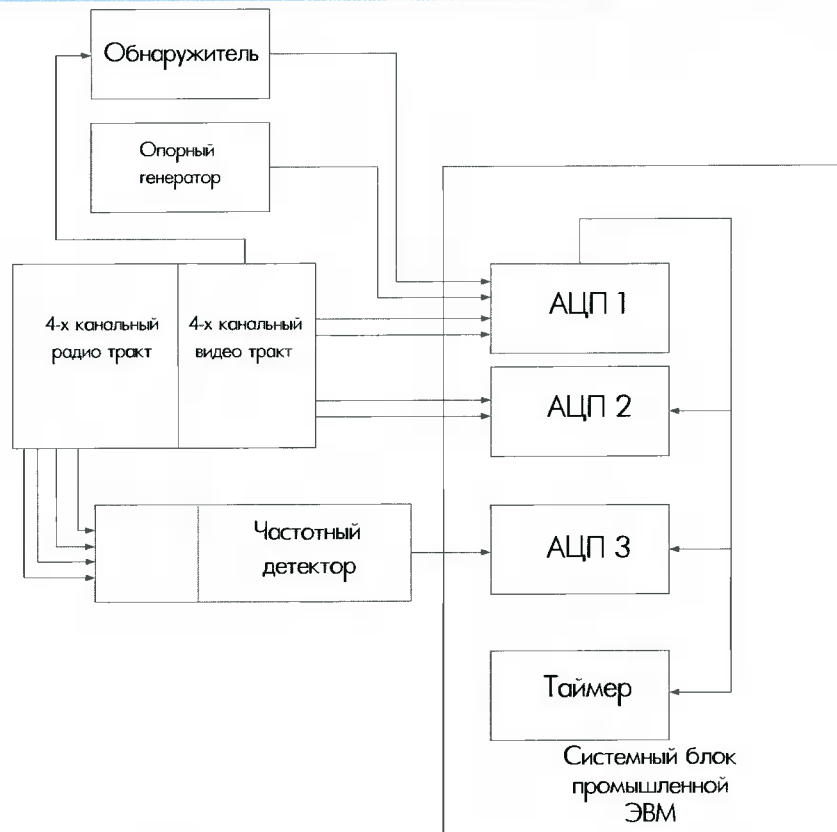 Обнаружитель
Опорный
генератор
4-х канальный
радио тракт
4-х канальный
видео тракт
АЦП 1
АЦП 2
Частотный
детектор
АЦП 3
Таймер
Системный блок
промышленной
ЭВМ